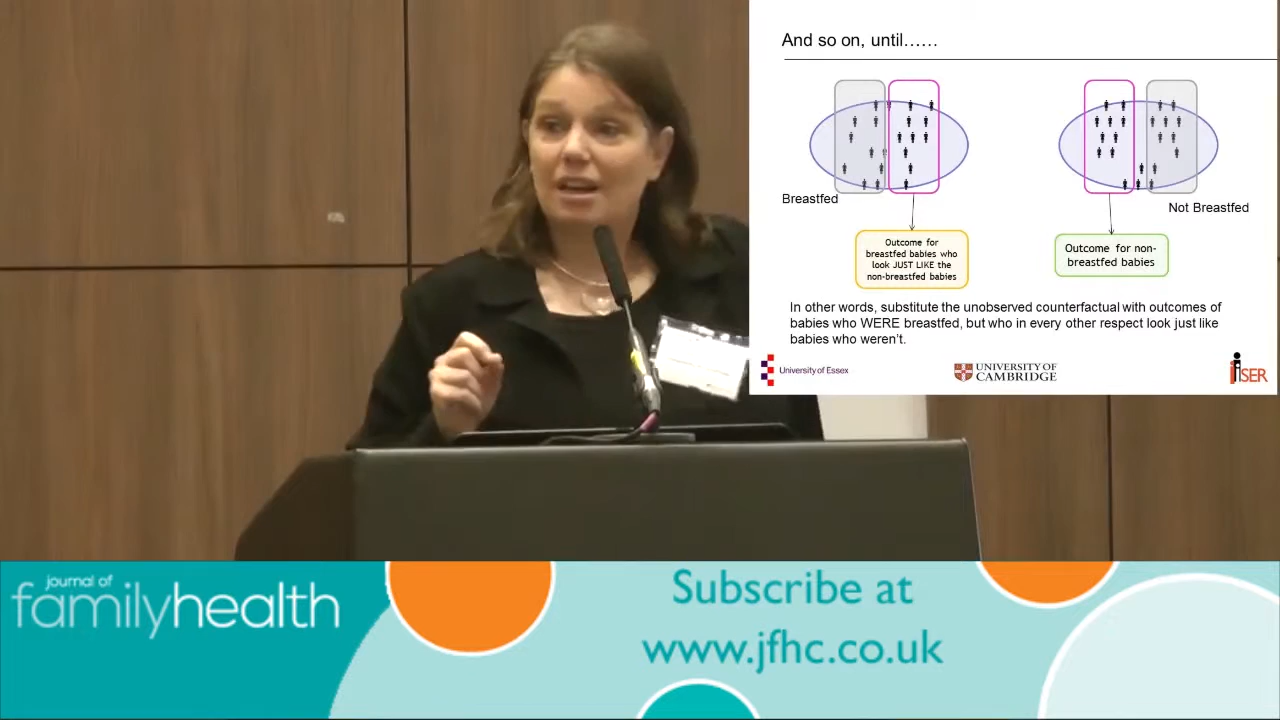 And so on, until……
Breastfed
Not Breastfed
Outcome for
breastfed babies who
look JUST LIKE the
non-breastfed babies
Outcome for non-
breastfed babies
In other words, substitute the unobserved counterfactual with outcomes of
babies who WERE breastfed, but who in every other respect look just like
babies who weren't.
University of Essex
UNIVERSITY OF
CAMBRIDGE
ISER
journal of
familyhealth
Subscribe at
www.jfhc.co.uk